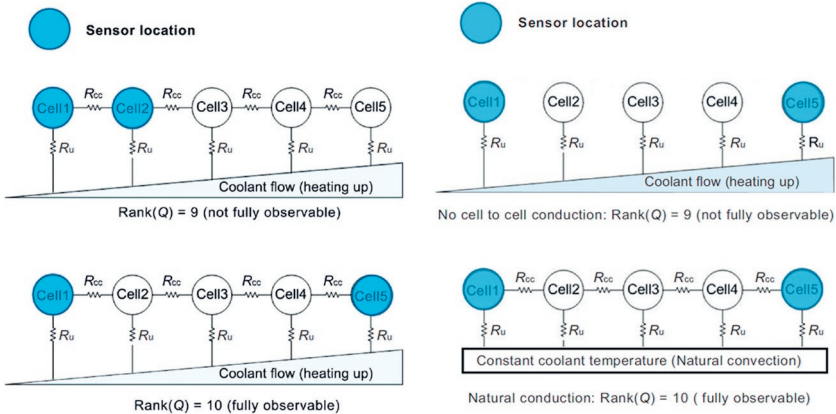 Sensor location
Rcc Rcc Rcc Rcc
Cell1 Cell2 Cell3 Cell4 Cell5
Ru Ru Ru Ru Ru
Coolant flow (heating up)
Rank(Q) = 9 (not fully observable)
Rcc Rcc Rcc Rcc
Cell1 Cell2 Cell3 Cell4 Cell5
Ru Ru Ru Ru Ru
Coolant flow (heating up)
Rank(Q) = 10 (fully observable)
Sensor location
Cell1 Cell2 Cell3 Cell4 Cell5
Ru Ru Ru Ru Ru
Coolant flow (heating up)
No cell to cell conduction: Rank(Q) = 9 (not fully observable)
Rcc Rcc Rcc Rcc
Cell1 Cell2 Cell3 Cell4 Cell5
Ru Ru Ru Ru Ru
Constant coolant temperature (Natural convection)
Natural conduction: Rank(Q) = 10 ( fully observable)